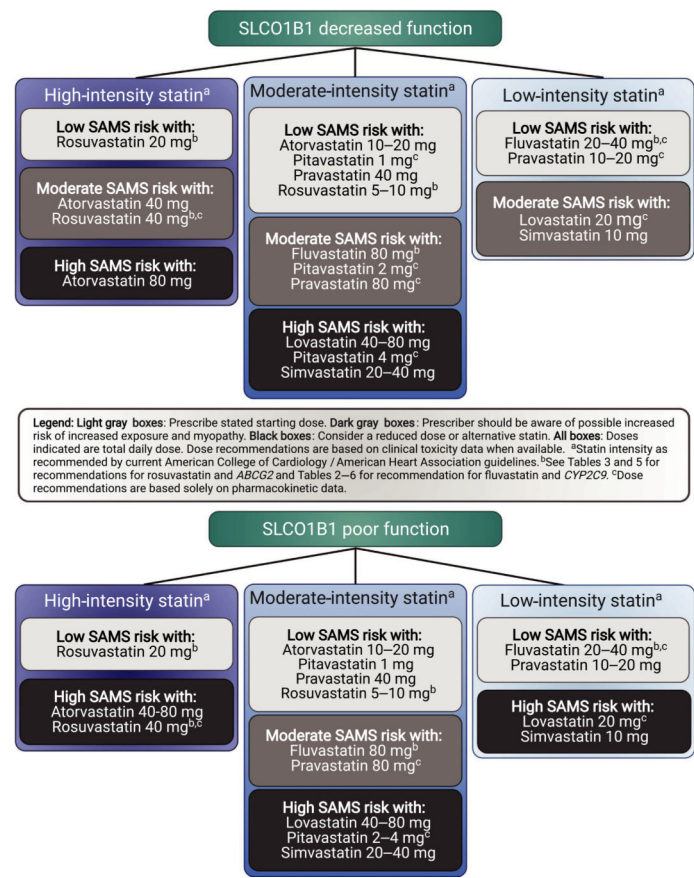 SLCO1B1 decreased function
High-intensity statinᵃ
Low SAMS risk with:
Rosuvastatin 20 mgᵇ
Moderate SAMS risk with:
Atorvastatin 40 mg
Rosuvastatin 40 mgᵇ,ᶜ
High SAMS risk with:
Atorvastatin 80 mg
Moderate-intensity statinᵃ
Low SAMS risk with:
Atorvastatin 10–20 mg
Pitavastatin 1 mgᶜ
Pravastatin 40 mg
Rosuvastatin 5–10 mgᵇ
Moderate SAMS risk with:
Fluvastatin 80 mgᵇ
Pitavastatin 2 mgᶜ
Pravastatin 80 mgᶜ
High SAMS risk with:
Lovastatin 40–80 mg
Pitavastatin 4 mgᶜ
Simvastatin 20–40 mg
Low-intensity statinᵃ
Low SAMS risk with:
Fluvastatin 20–40 mgᵇ,ᶜ
Pravastatin 10–20 mgᶜ
Moderate SAMS risk with:
Lovastatin 20 mgᶜ
Simvastatin 10 mg
Legend: Light gray boxes: Prescribe stated starting dose. Dark gray boxes: Prescriber should be aware of possible increased
risk of increased exposure and myopathy. Black boxes: Consider a reduced dose or alternative statin. All boxes: Doses
indicated are total daily dose. Dose recommendations are based on clinical toxicity data when available. ᵃStatin intensity as
recommended by current American College of Cardiology / American Heart Association guidelines. ᵇSee Tables 3 and 5 for
recommendations for rosuvastatin and ABCG2 and Tables 2–6 for recommendation for fluvastatin and CYP2C9. ᶜDose
recommendations are based solely on pharmacokinetic data.
SLCO1B1 poor function
High-intensity statinᵃ
Low SAMS risk with:
Rosuvastatin 20 mgᵇ
High SAMS risk with:
Atorvastatin 40-80 mg
Rosuvastatin 40 mgᵇ,ᶜ
Moderate-intensity statinᵃ
Low SAMS risk with:
Atorvastatin 10–20 mg
Pitavastatin 1 mg
Pravastatin 40 mg
Rosuvastatin 5–10 mgᵇ
Moderate SAMS risk with:
Fluvastatin 80 mgᵇ
Pravastatin 80 mgᶜ
High SAMS risk with:
Lovastatin 40–80 mg
Pitavastatin 2–4 mgᶜ
Simvastatin 20–40 mg
Low-intensity statinᵃ
Low SAMS risk with:
Fluvastatin 20–40 mgᵇ,ᶜ
Pravastatin 10–20 mg
High SAMS risk with:
Lovastatin 20 mgᶜ
Simvastatin 10 mg